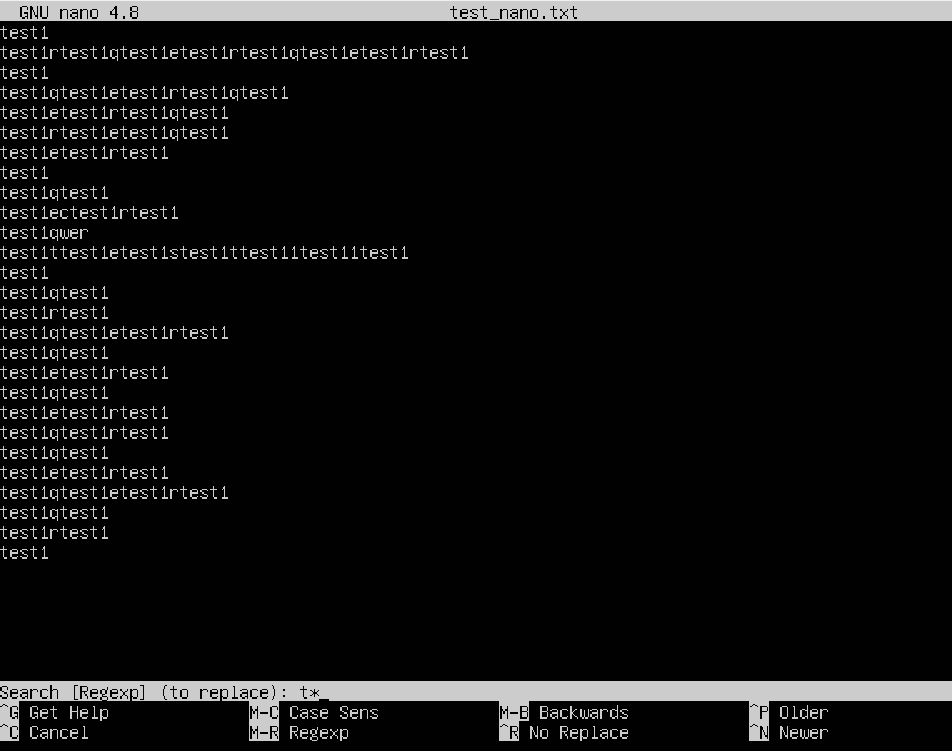 GNU nano 4.8 test_nano.txt
test1
test1rtest1qtest1etest1rtest1qtest1etest1rtest1
test1
test1qtest1etest1rtest1qtest1
test1etest1rtest1qtest1
test1rtest1etest1qtest1
test1etest1rtest1
test1
test1qtest1
test1ectest1rtest1
test1qwer
test1ttest1etest1stest1ttest11test11test1
test1
test1qtest1
test1rtest1
test1qtest1etest1rtest1
test1qtest1
test1etest1rtest1
test1qtest1
test1etest1rtest1
test1qtest1rtest1
test1qtest1
test1etest1rtest1
test1qtest1etest1rtest1
test1qtest1
test1rtest1
test1
Search [Regexp] (to replace): t*_
^G Get Help M-C Case Sens M-B Backwards ^P Older
^C Cancel M-R Regexp ^R No Replace ^N Newer